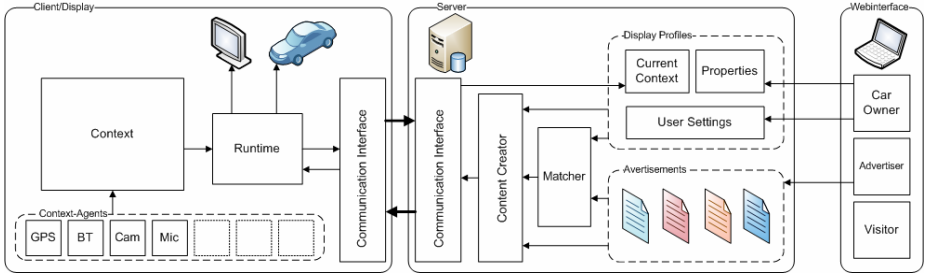 Client/Display
Server
Webinterface
Display Profiles
Current
Context
Properties
User Settings
Car
Owner
Advertiser
Visitor
Context
Runtime
Communication Interface
Communication Interface
Content Creator
Matcher
Avertisements
Context-Agents
GPS
BT
Cam
Mic